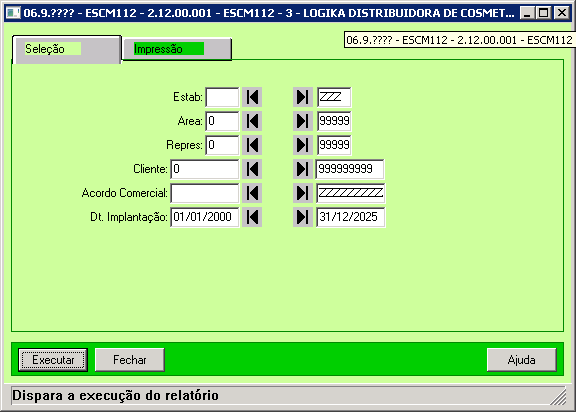 06.9.???? - ESCM112 - 2.12.00.001 - ESCM112 - 3 - LOGIKA DISTRIBUIDORA DE COSMET...
06.9.???? - ESCM112 - 2.12.00.001 - ESCM112
Seleção Impressão
Estab: ZZZ
Area: 0 99999
Repres: 0 99999
Cliente: 0 999999999
Acordo Comercial: ZZZZZZZZZZ
Dt. Implantação: 01/01/2000 31/12/2025
Executar Fechar Ajuda
Dispara a execução do relatório